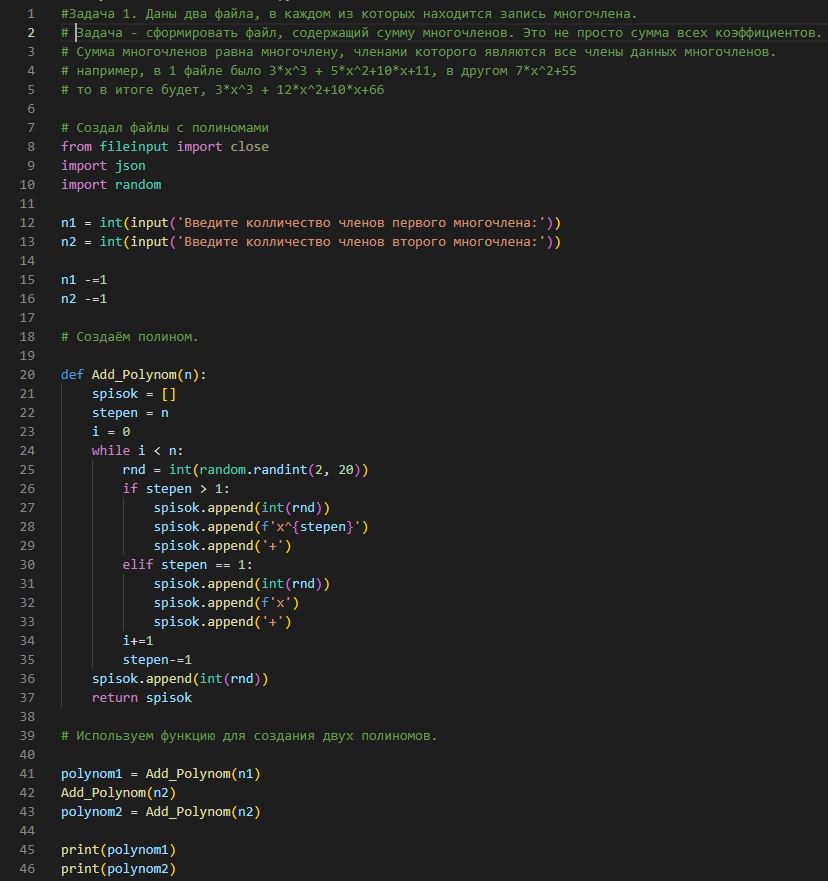 1 #Задача 1. Даны два файла, в каждом из которых находится запись многочлена.
2 # Задача - сформировать файл, содержащий сумму многочленов. Это не просто сумма всех коэффициентов.
3 # Сумма многочленов равна многочлену, членами которого являются все члены данных многочленов.
4 # например, в 1 файле было 3*x^3 + 5*x^2+10*x+11, в другом 7*x^2+55
5 # то в итоге будет, 3*x^3 + 12*x^2+10*x+66
6
7 # Создал файлы с полиномами
8 from fileinput import close
9 import json
10 import random
11
12 n1 = int(input('Введите колличество членов первого многочлена:'))
13 n2 = int(input('Введите колличество членов второго многочлена:'))
14
15 n1 -=1
16 n2 -=1
17
18 # Создаём полином.
19
20 def Add_Polynom(n):
21     spisok = []
22     stepen = n
23     i = 0
24     while i < n:
25         rnd = int(random.randint(2, 20))
26         if stepen > 1:
27             spisok.append(int(rnd))
28             spisok.append(f'x^{stepen}')
29             spisok.append('+')
30         elif stepen == 1:
31             spisok.append(int(rnd))
32             spisok.append(f'x')
33             spisok.append('+')
34         i+=1
35         stepen-=1
36     spisok.append(int(rnd))
37     return spisok
38
39 # Используем функцию для создания двух полиномов.
40
41 polynom1 = Add_Polynom(n1)
42 Add_Polynom(n2)
43 polynom2 = Add_Polynom(n2)
44
45 print(polynom1)
46 print(polynom2)